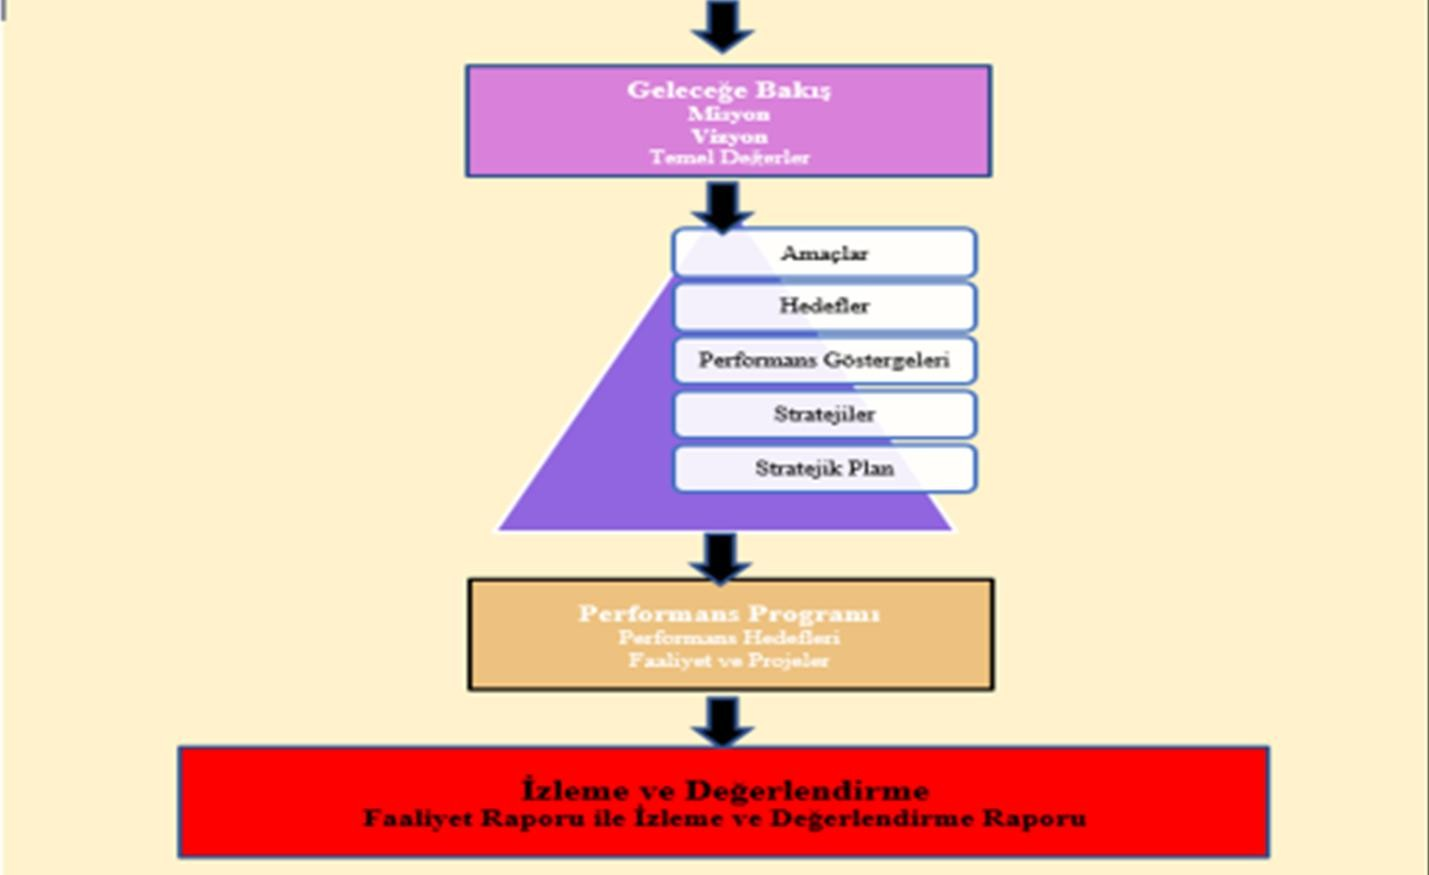 Geleceğe Bakış
Misyon
Vizyon
Temel Değerler
Amaçlar
Hedefler
Performans Göstergeleri
Stratejiler
Stratejik Plan
Performans Programı
Performans Hedefleri
Faaliyet ve Projeler
İzleme ve Değerlendirme
Faaliyet Raporu ile İzleme ve Değerlendirme Raporu